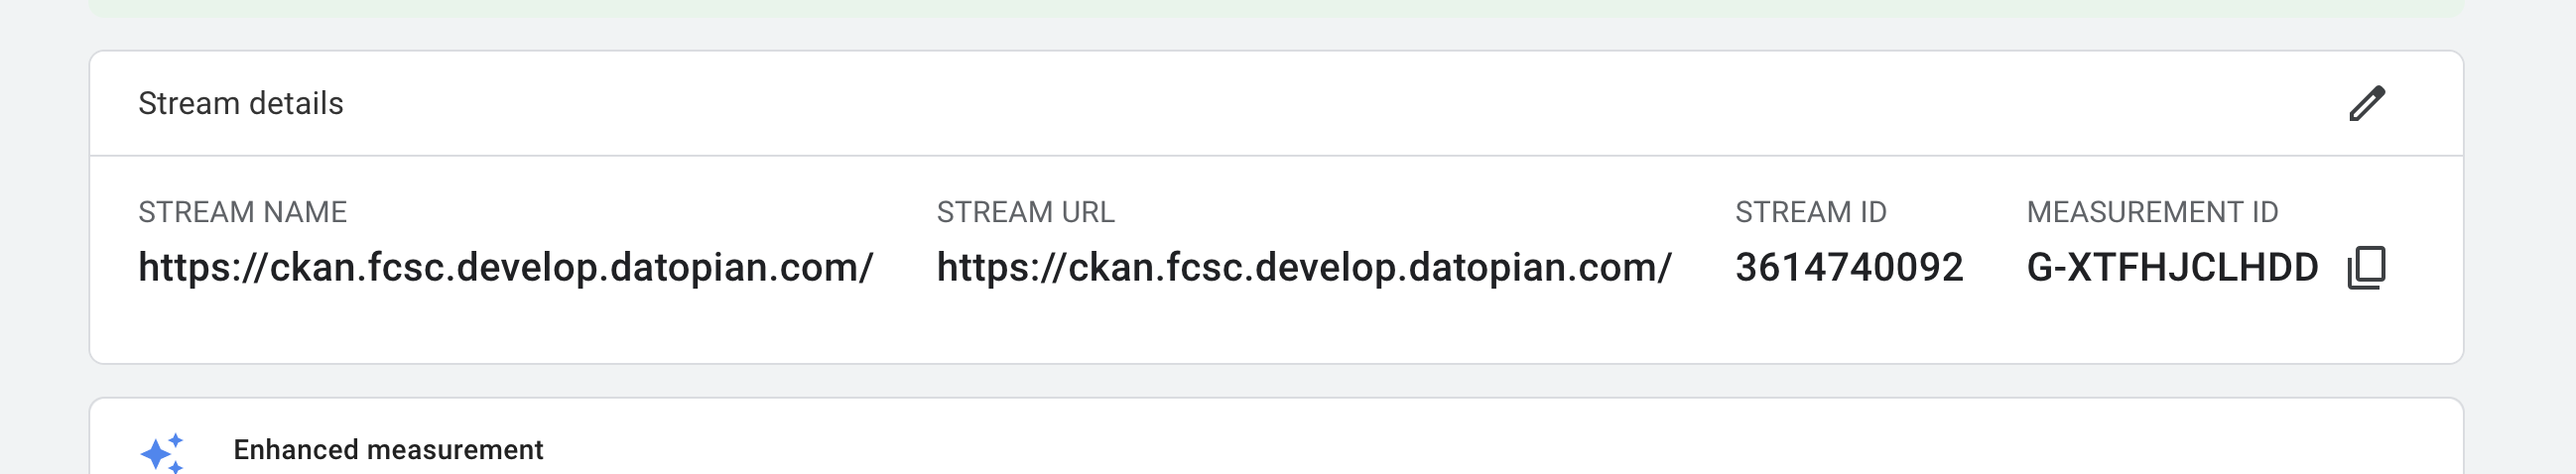 Stream details
STREAM NAME
https://ckan.fcsc.develop.datopian.com/
STREAM URL
https://ckan.fcsc.develop.datopian.com/
STREAM ID
3614740092
MEASUREMENT ID
G-XTFHJCLHDD
Enhanced measurement